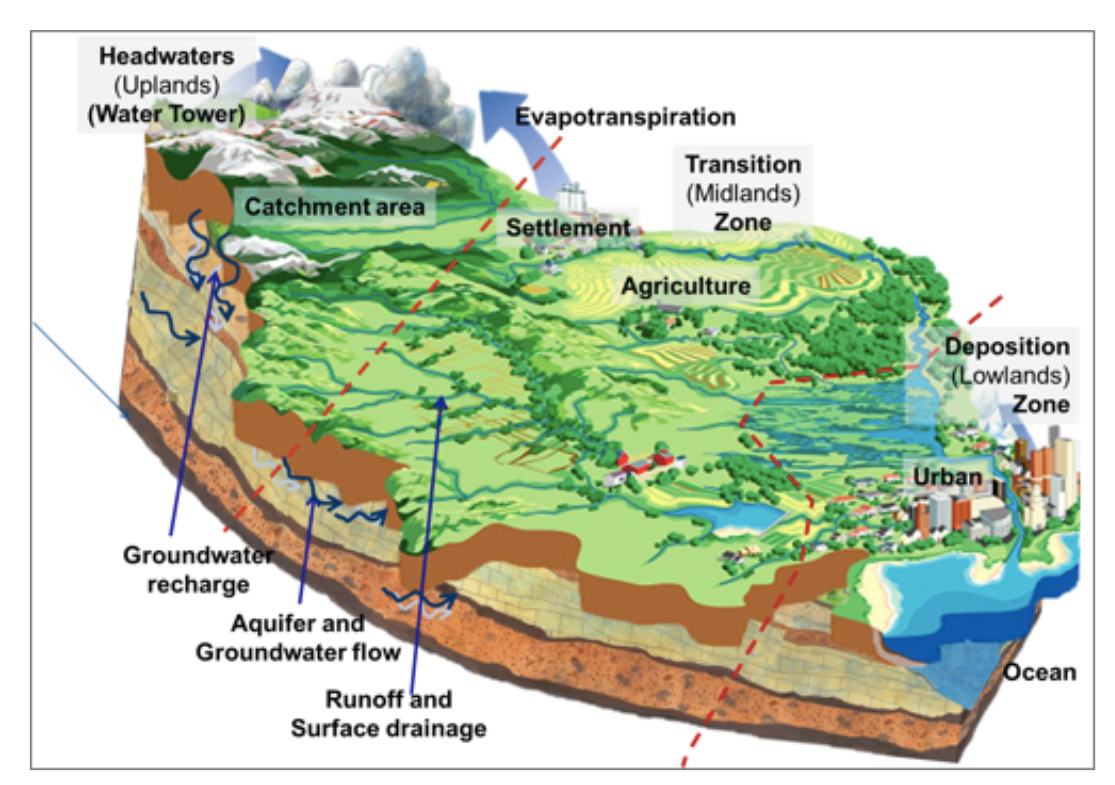 Headwaters
(Uplands)
(Water Tower)
Evapotranspiration
Transition
(Midlands)
Zone
Catchment area
Settlement
Agriculture
Deposition
(Lowlands)
Zone
Urban
Groundwater
recharge
Aquifer and
Groundwater flow
Ocean
Runoff and
Surface drainage